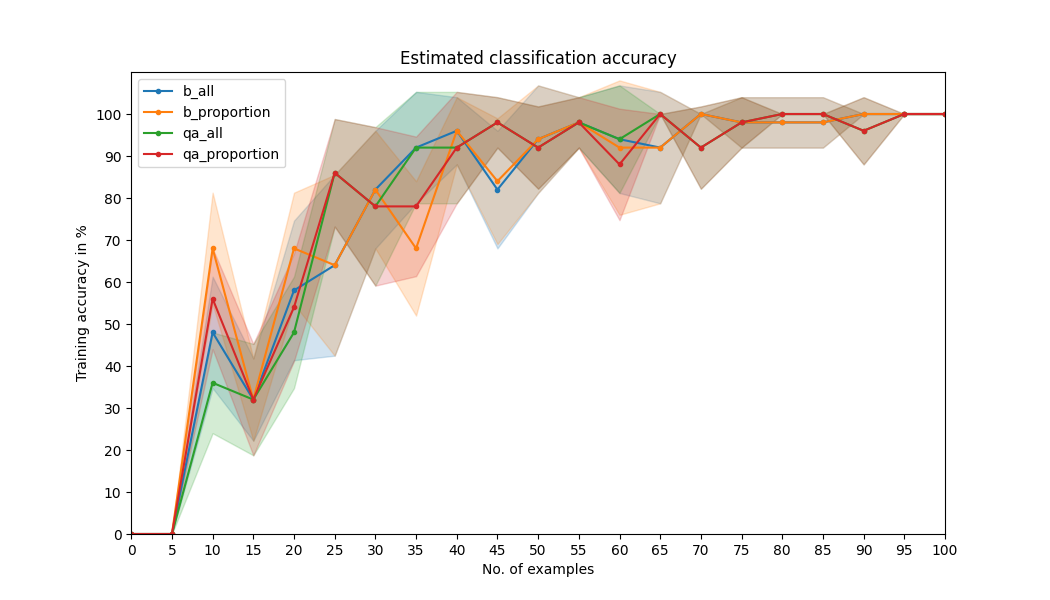 Estimated classification accuracy
b_all
b_proportion
qa_all
qa_proportion
Training accuracy in %
100
90
80
70
60
50
40
30
20
10
0
0 5 10 15 20 25 30 35 40 45 50 55 60 65 70 75 80 85 90 95 100
No. of examples